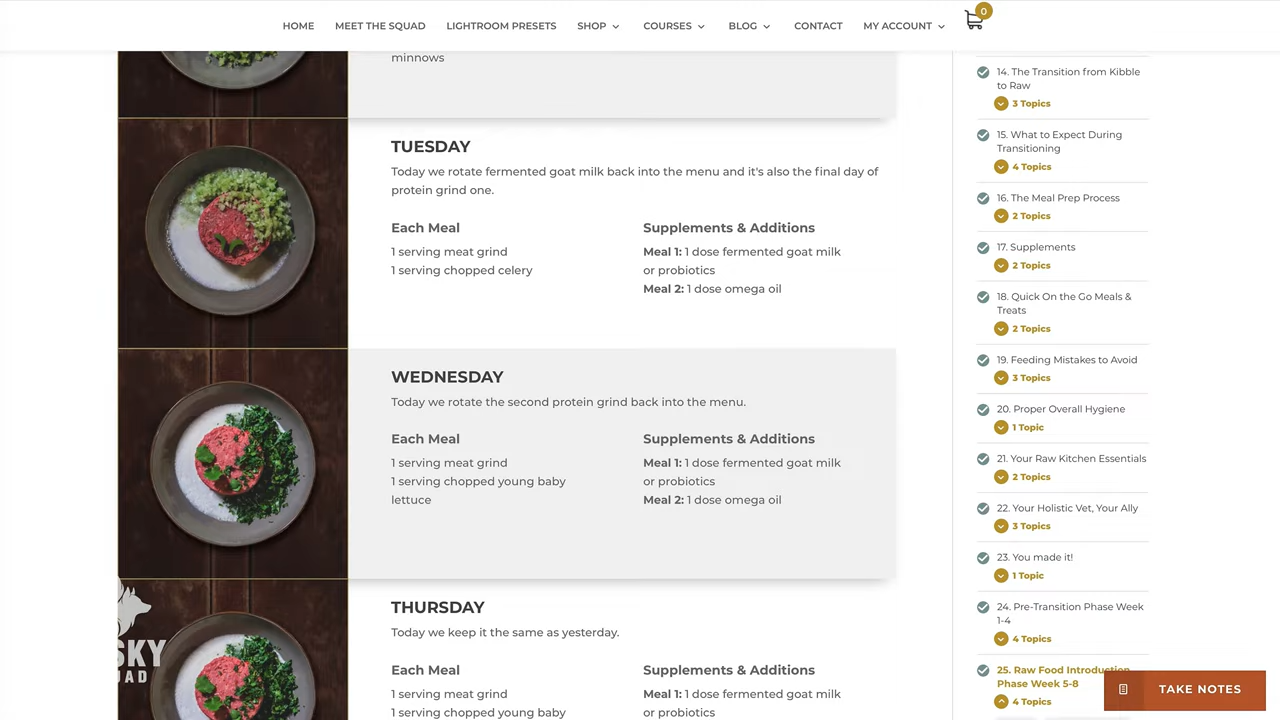 HOME MEET THE SQUAD LIGHTROOM PRESETS SHOP COURSES BLOG CONTACT MY ACCOUNT 0
minnows
TUESDAY
Today we rotate fermented goat milk back into the menu and it's also the final day of
protein grind one.
Each Meal
1 serving meat grind
1 serving chopped celery
Supplements & Additions
Meal 1: 1 dose fermented goat milk
or probiotics
Meal 2: 1 dose omega oil
WEDNESDAY
Today we rotate the second protein grind back into the menu.
Each Meal
1 serving meat grind
1 serving chopped young baby
lettuce
Supplements & Additions
Meal 1: 1 dose fermented goat milk
or probiotics
Meal 2: 1 dose omega oil
THURSDAY
Today we keep it the same as yesterday.
Each Meal
1 serving meat grind
1 serving chopped young baby
Supplements & Additions
Meal 1: 1 dose fermented goat milk
or probiotics
SKY
UAD
14. The Transition from Kibble
to Raw
3 Topics
15. What to Expect During
Transitioning
4 Topics
16. The Meal Prep Process
2 Topics
17. Supplements
2 Topics
18. Quick On the Go Meals &
Treats
2 Topics
19. Feeding Mistakes to Avoid
3 Topics
20. Proper Overall Hygiene
1 Topic
21. Your Raw Kitchen Essentials
2 Topics
22. Your Holistic Vet, Your Ally
3 Topics
23. You made it!
1 Topic
24. Pre-Transition Phase Week
1-4
4 Topics
25. Raw Food Introduction
Phase Week 5-8
4 Topics
TAKE NOTES